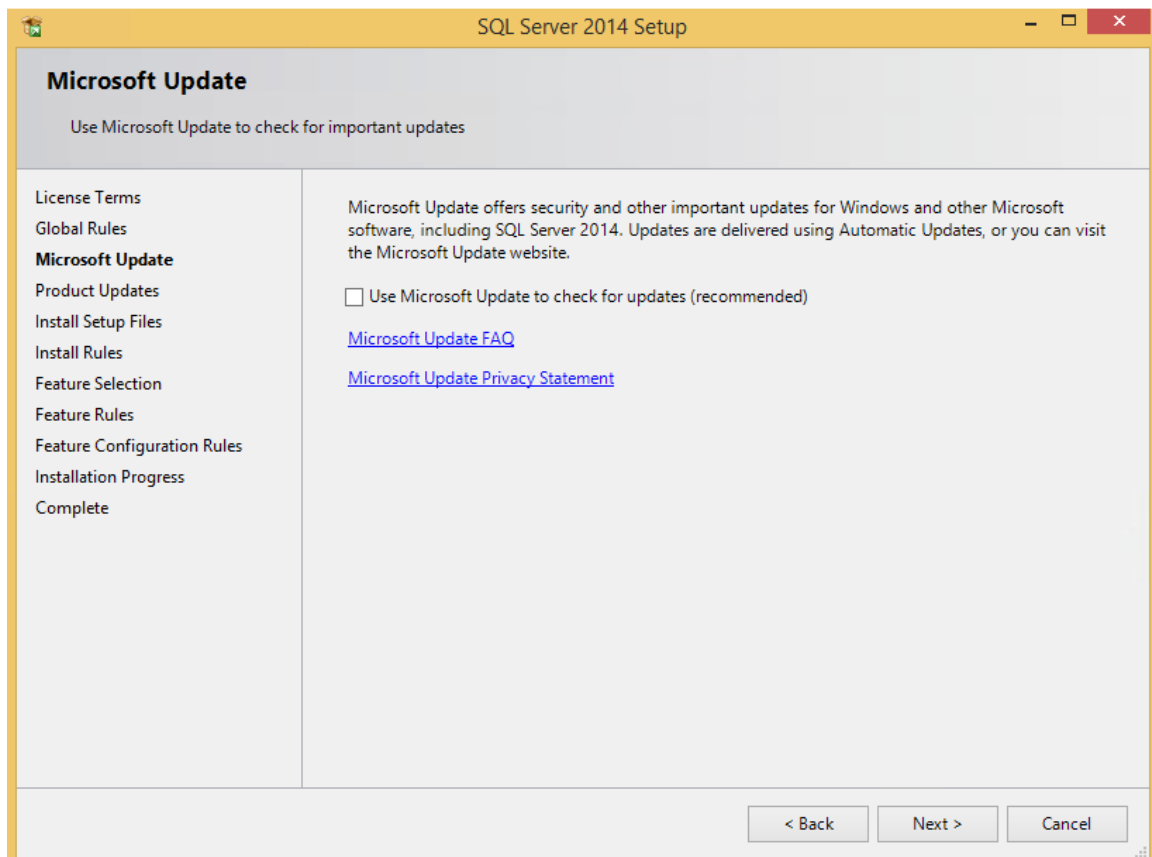 SQL Server 2014 Setup
Microsoft Update
Use Microsoft Update to check for important updates
License Terms
Global Rules
Microsoft Update
Product Updates
Install Setup Files
Install Rules
Feature Selection
Feature Rules
Feature Configuration Rules
Installation Progress
Complete
Microsoft Update offers security and other important updates for Windows and other Microsoft
software, including SQL Server 2014. Updates are delivered using Automatic Updates, or you can visit
the Microsoft Update website.
Use Microsoft Update to check for updates (recommended)
Microsoft Update FAQ
Microsoft Update Privacy Statement
< Back Next > Cancel